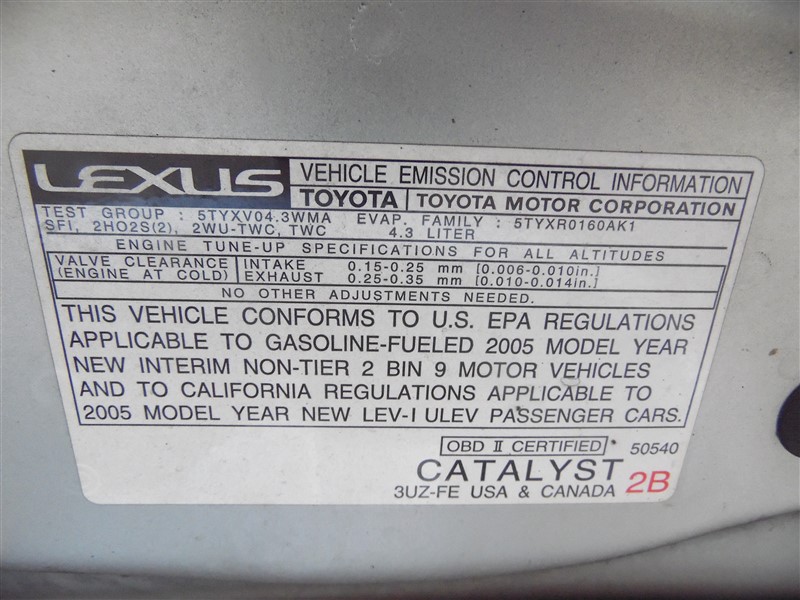 LEXUS VEHICLE EMISSION CONTROL INFORMATION
TOYOTA TOYOTA MOTOR CORPORATION
TEST GROUP : 5TYXV04.3WMA EVAP. FAMILY : 5TYXR0160AK1
SFI, 2HO2S(2), 2WU-TWC, TWC 4.3 LITER
ENGINE TUNE-UP SPECIFICATIONS FOR ALL ALTITUDES
VALVE CLEARANCE INTAKE 0.15-0.25 mm [0.006-0.010in.]
(ENGINE AT COLD) EXHAUST 0.25-0.35 mm [0.010-0.014in.]
NO OTHER ADJUSTMENTS NEEDED.
THIS VEHICLE CONFORMS TO U.S. EPA REGULATIONS
APPLICABLE TO GASOLINE-FUELED 2005 MODEL YEAR
NEW INTERIM NON-TIER 2 BIN 9 MOTOR VEHICLES
AND TO CALIFORNIA REGULATIONS APPLICABLE TO
2005 MODEL YEAR NEW LEV-I ULEV PASSENGER CARS.
OBD II CERTIFIED 50540
CATALYST
3UZ-FE USA & CANADA 2B